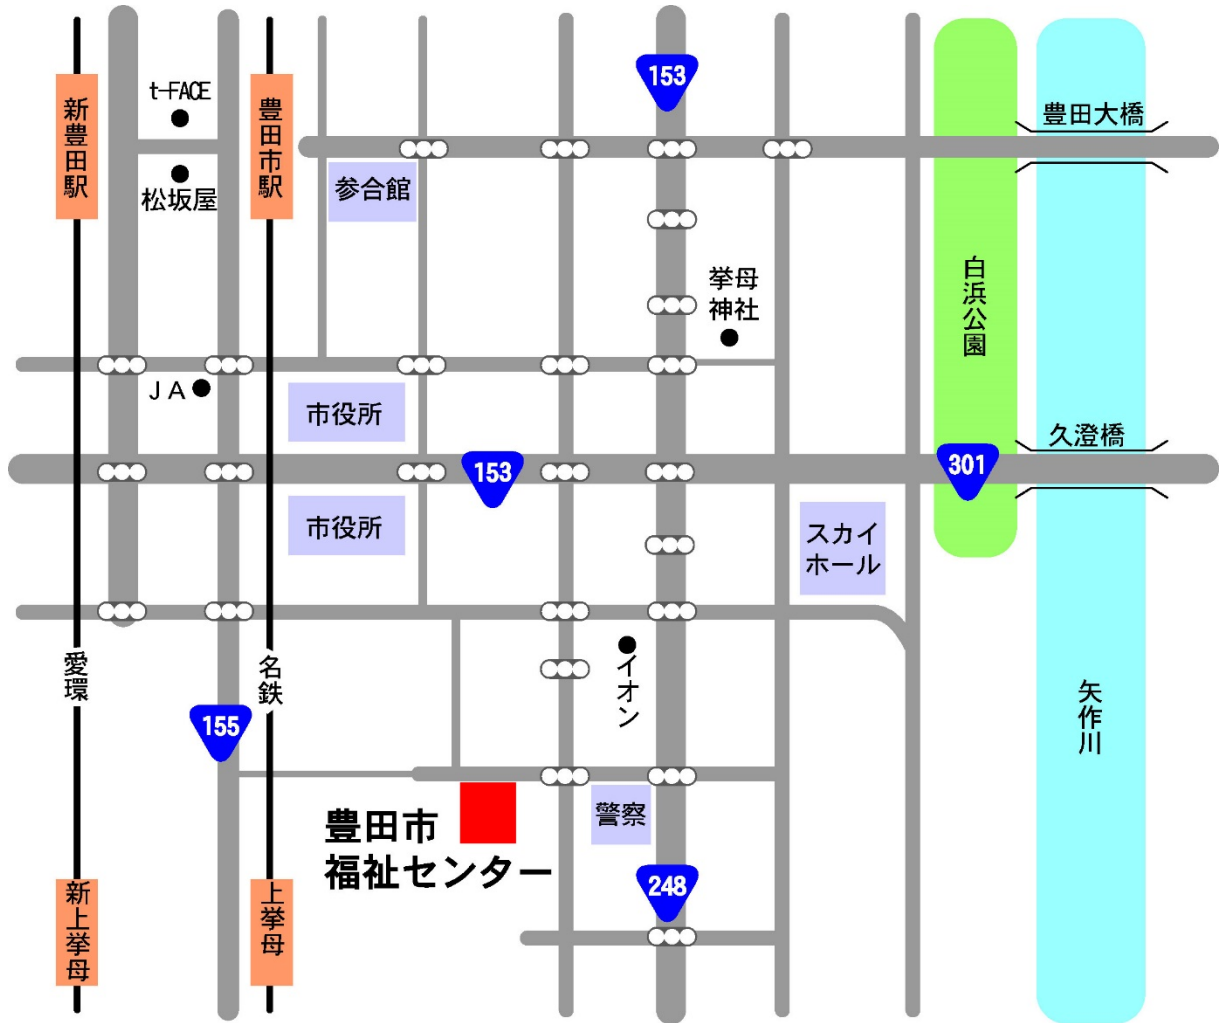 t-FACE
153
新豊田駅
豊田市駅
豊田大橋
松坂屋
参合館
挙母
神社
白浜公園
JA
市役所
久澄橋
153
301
市役所
スカイ
ホール
イオン
愛環
名鉄
矢作川
155
豊田市
福祉センター
警察
248
新上挙母
上挙母